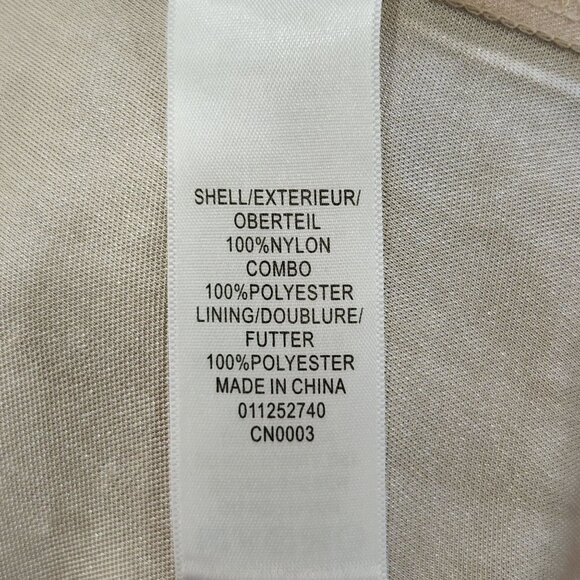 SHELL/EXTERIEUR/
OBERTEIL
100%NYLON
COMBO
100%POLYESTER
LINING/DOUBLURE/
FUTTER
100%POLYESTER
MADE IN CHINA
011252740
CN0003